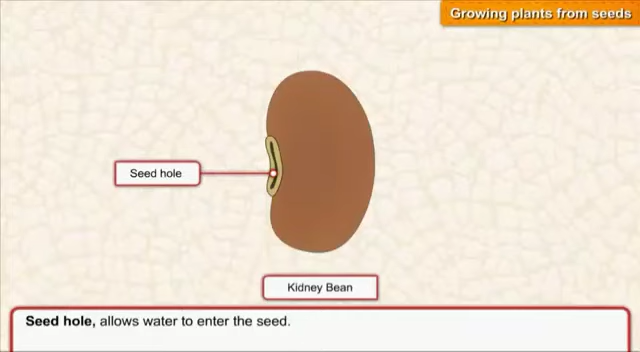 Growing plants from seeds
Seed hole
Kidney Bean
Seed hole, allows water to enter the seed.